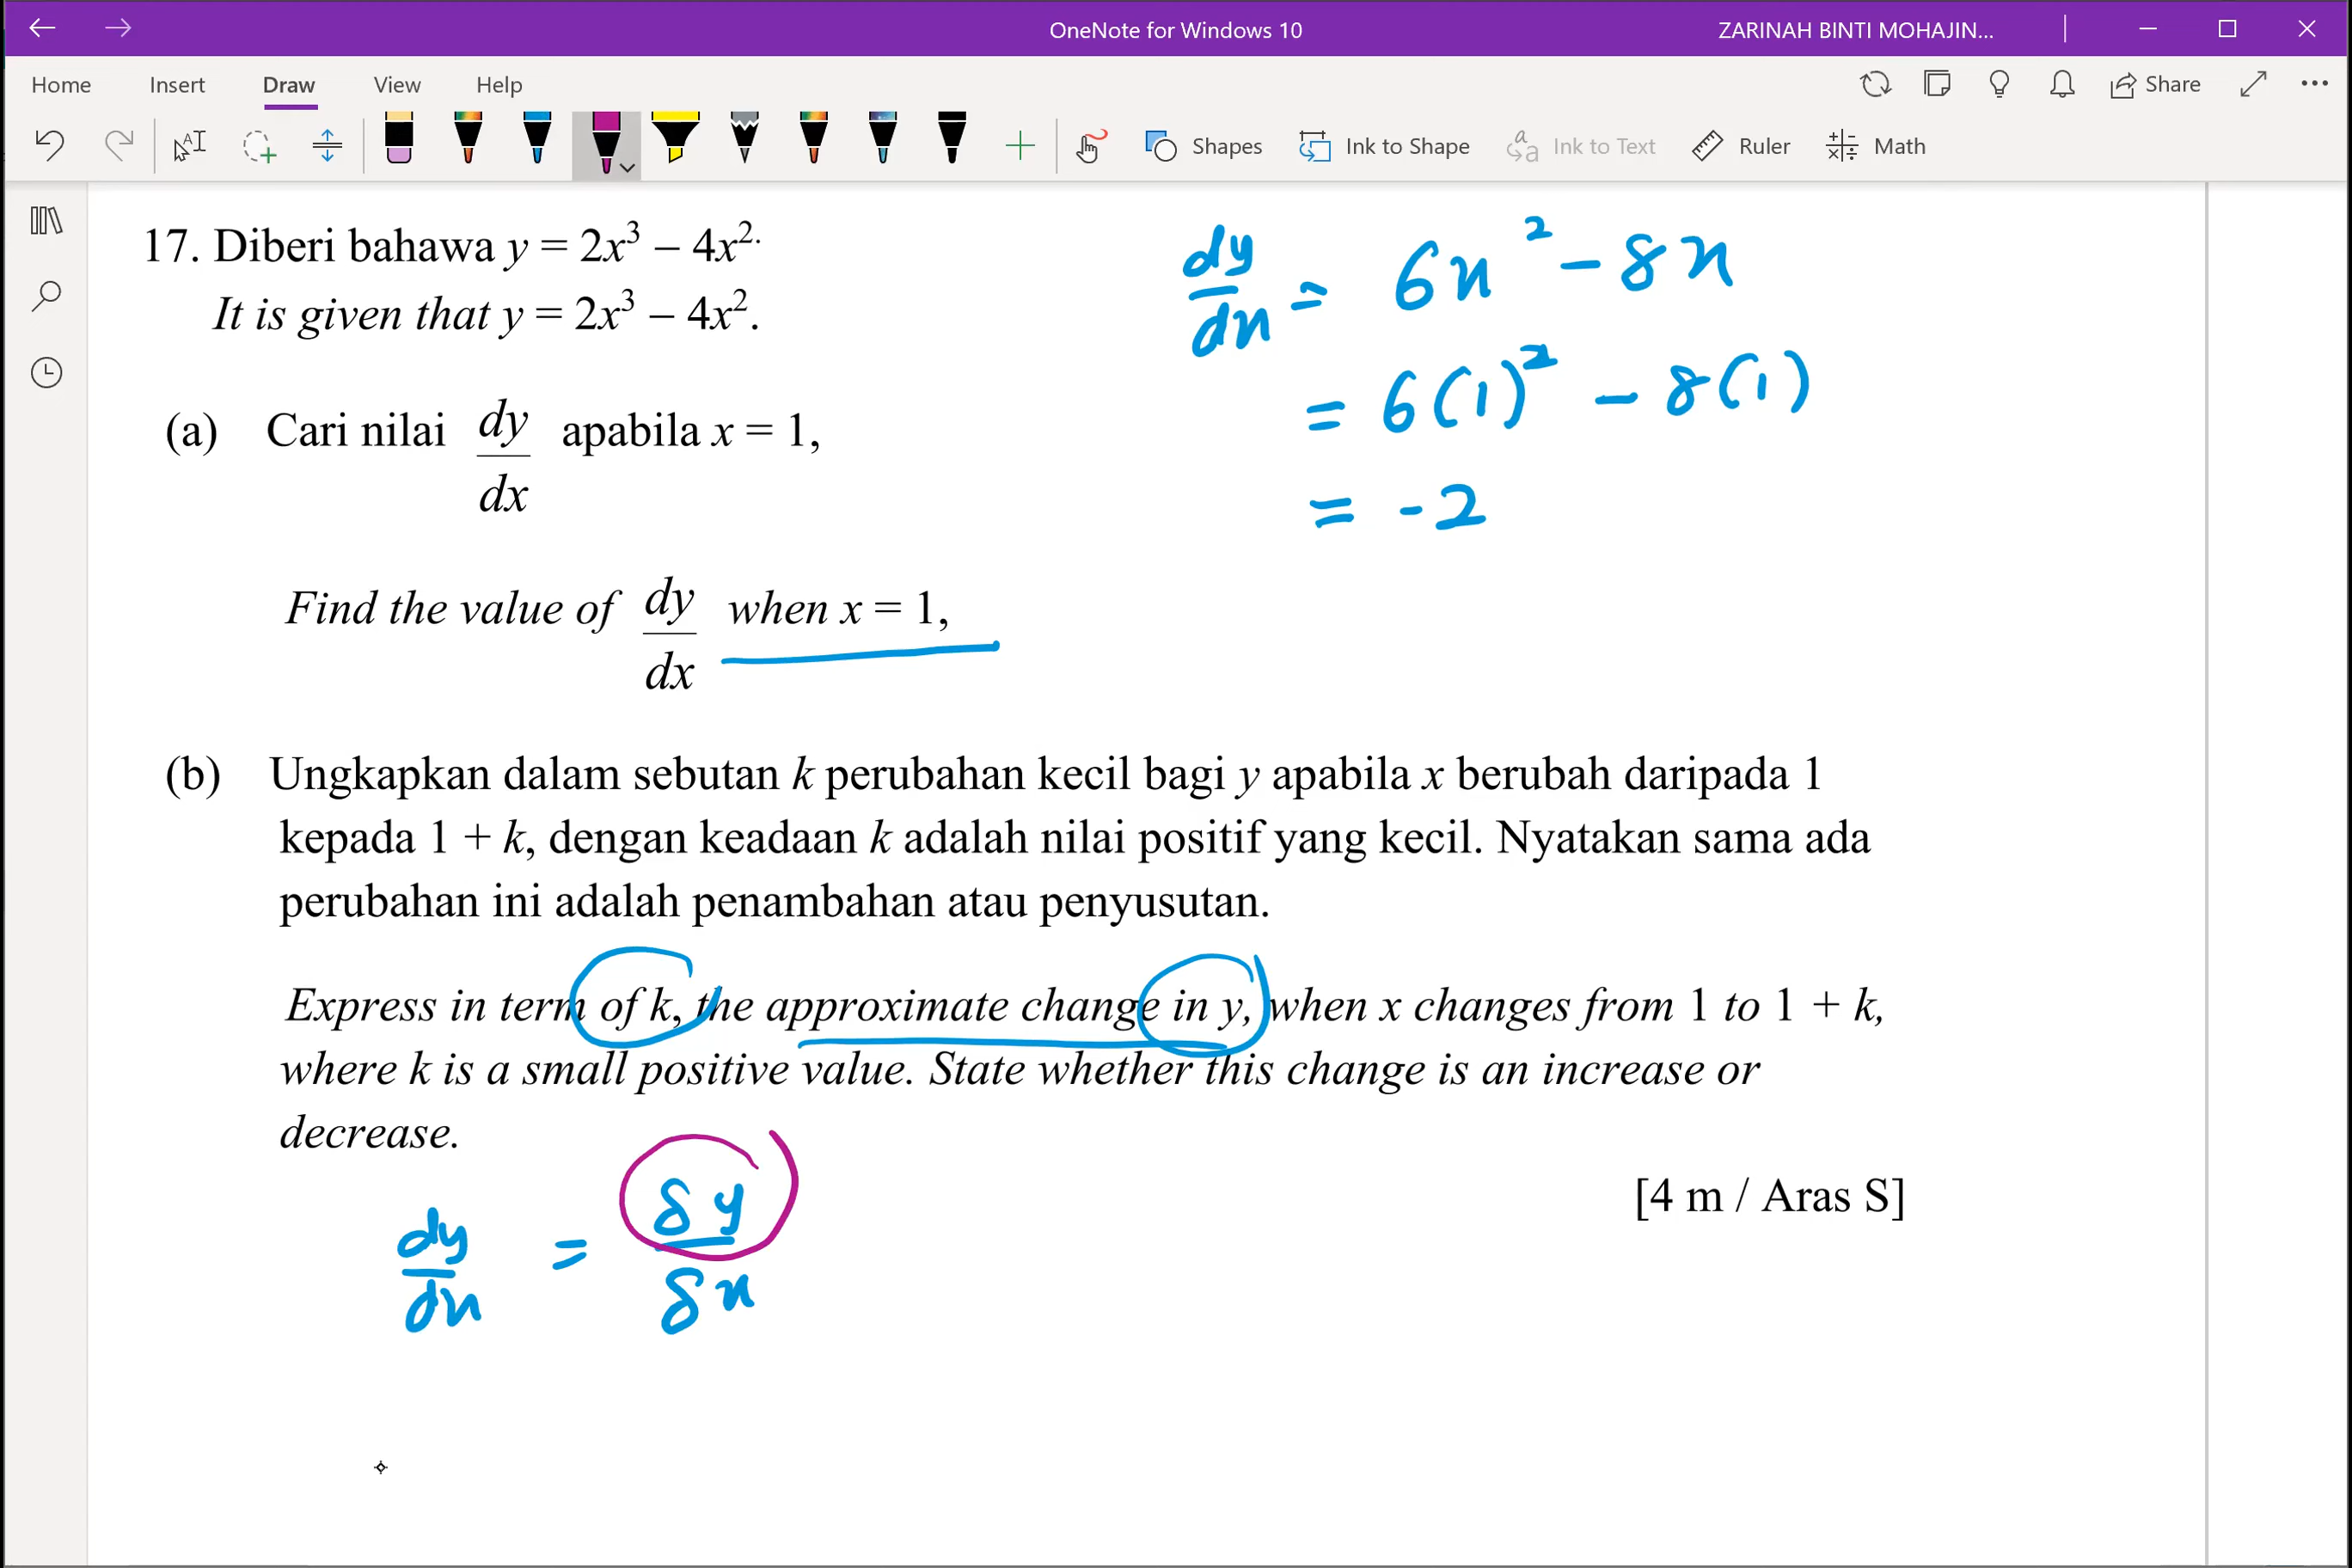 OneNote for Windows 10
ZARINAH BINTI MOHAJIN...
Home Insert Draw View Help
Share
Shapes Ink to Shape Ink to Text Ruler Math
17. Diberi bahawa y = 2x³ – 4x².
It is given that y = 2x³ – 4x².
(a) Cari nilai dy/dx apabila x = 1,
Find the value of dy/dx when x = 1,
dy/dx = 6x² - 8x
= 6(1)² - 8(1)
= -2
(b) Ungkapkan dalam sebutan k perubahan kecil bagi y apabila x berubah daripada 1
kepada 1 + k, dengan keadaan k adalah nilai positif yang kecil. Nyatakan sama ada
perubahan ini adalah penambahan atau penyusutan.
Express in term of k, the approximate change in y, when x changes from 1 to 1 + k,
where k is a small positive value. State whether this change is an increase or
decrease.
[4 m / Aras S]
dy/dx = δy/δx